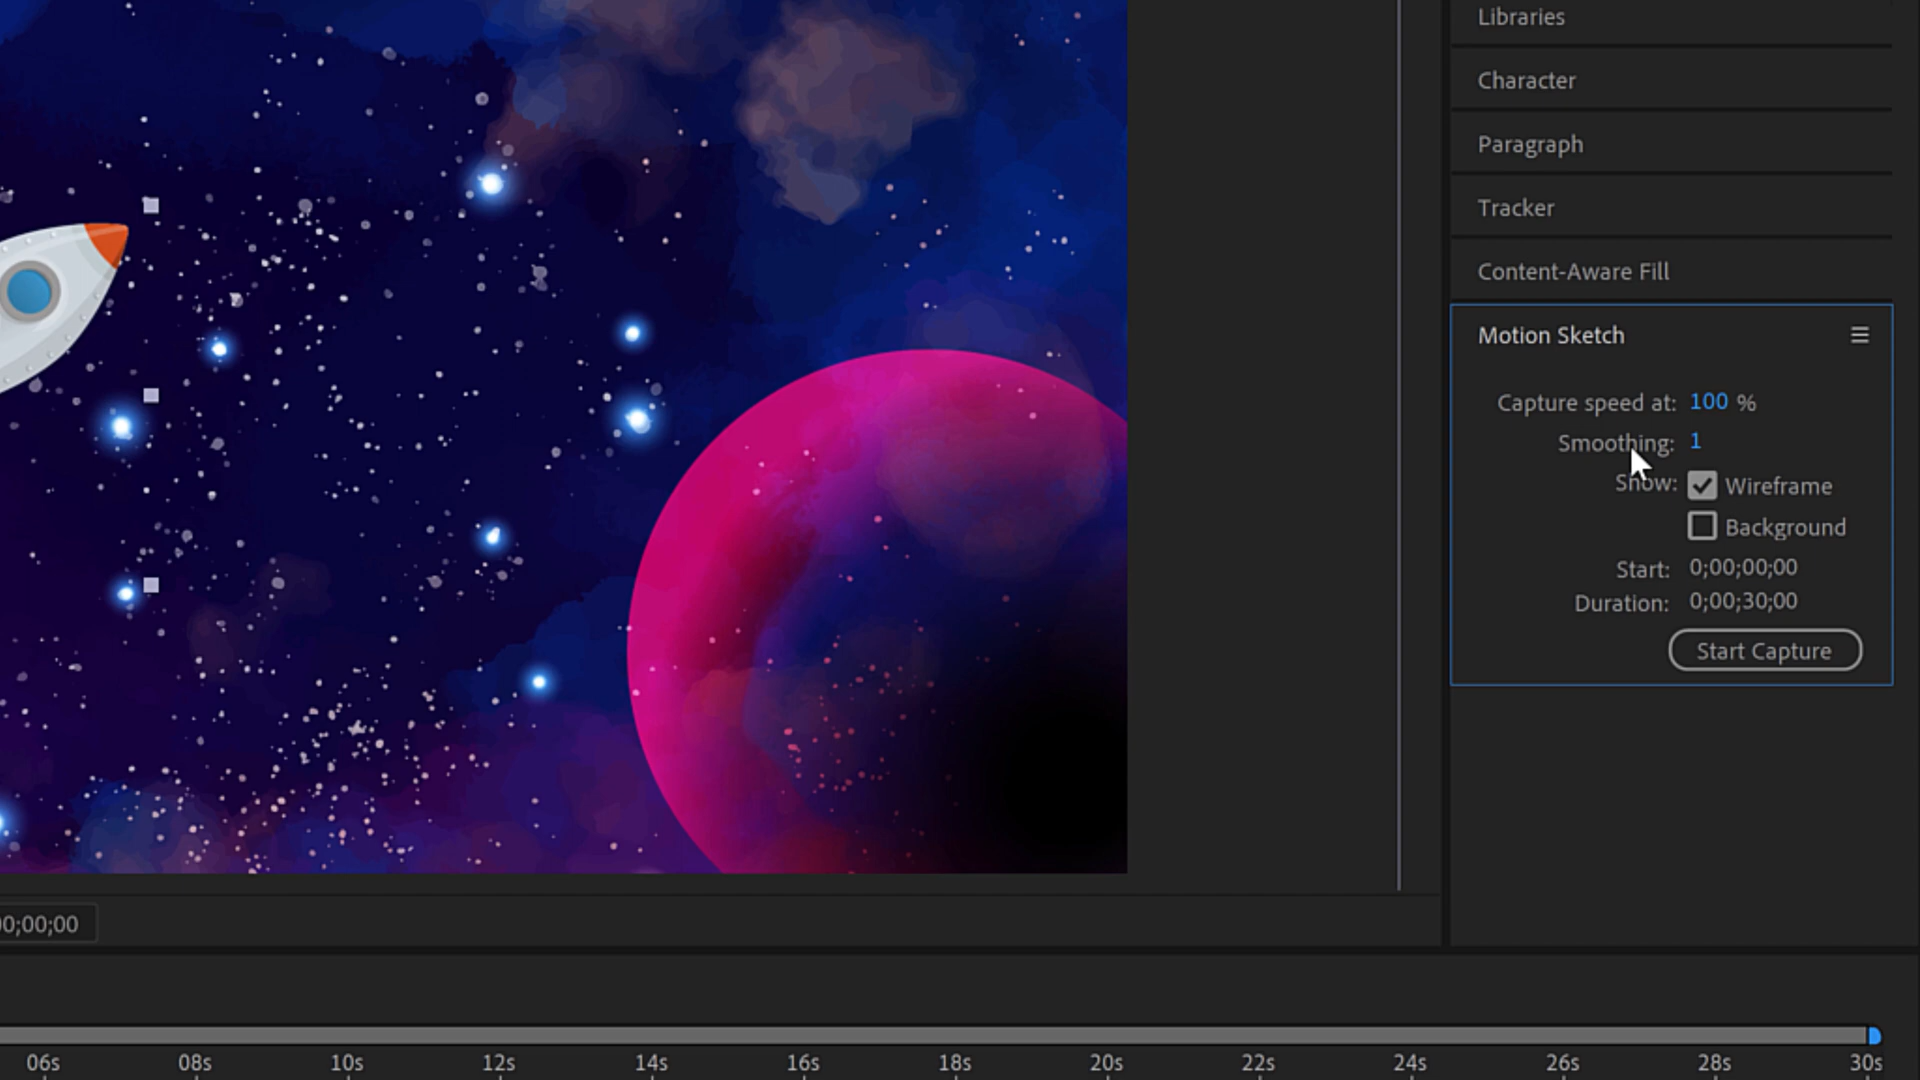 Libraries
Character
Paragraph
Tracker
Content-Aware Fill
Motion Sketch
Capture speed at: 100 %
Smoothing: 1
Show: Wireframe
Background
Start: 0;00;00;00
Duration: 0;00;30;00
Start Capture
00;00;00
06s 08s 10s 12s 14s 16s 18s 20s 22s 24s 26s 28s 30s